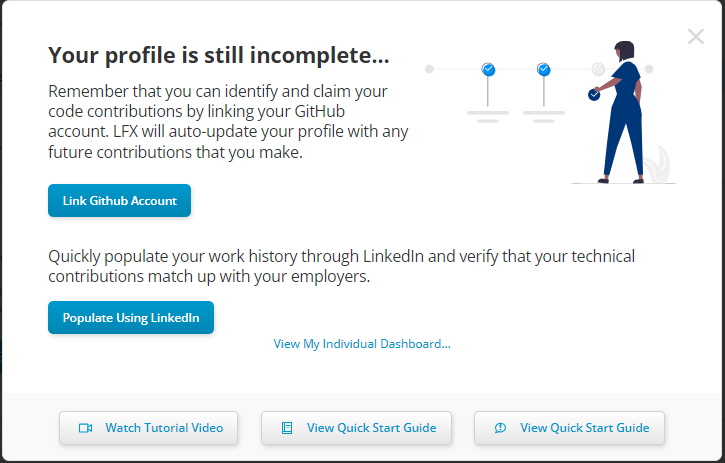 Your profile is still incomplete...
Remember that you can identify and claim your
code contributions by linking your GitHub
account. LFX will auto-update your profile with any
future contributions that you make.
Link Github Account
Quickly populate your work history through LinkedIn and verify that your technical
contributions match up with your employers.
Populate Using LinkedIn
View My Individual Dashboard...
Watch Tutorial Video
View Quick Start Guide
View Quick Start Guide